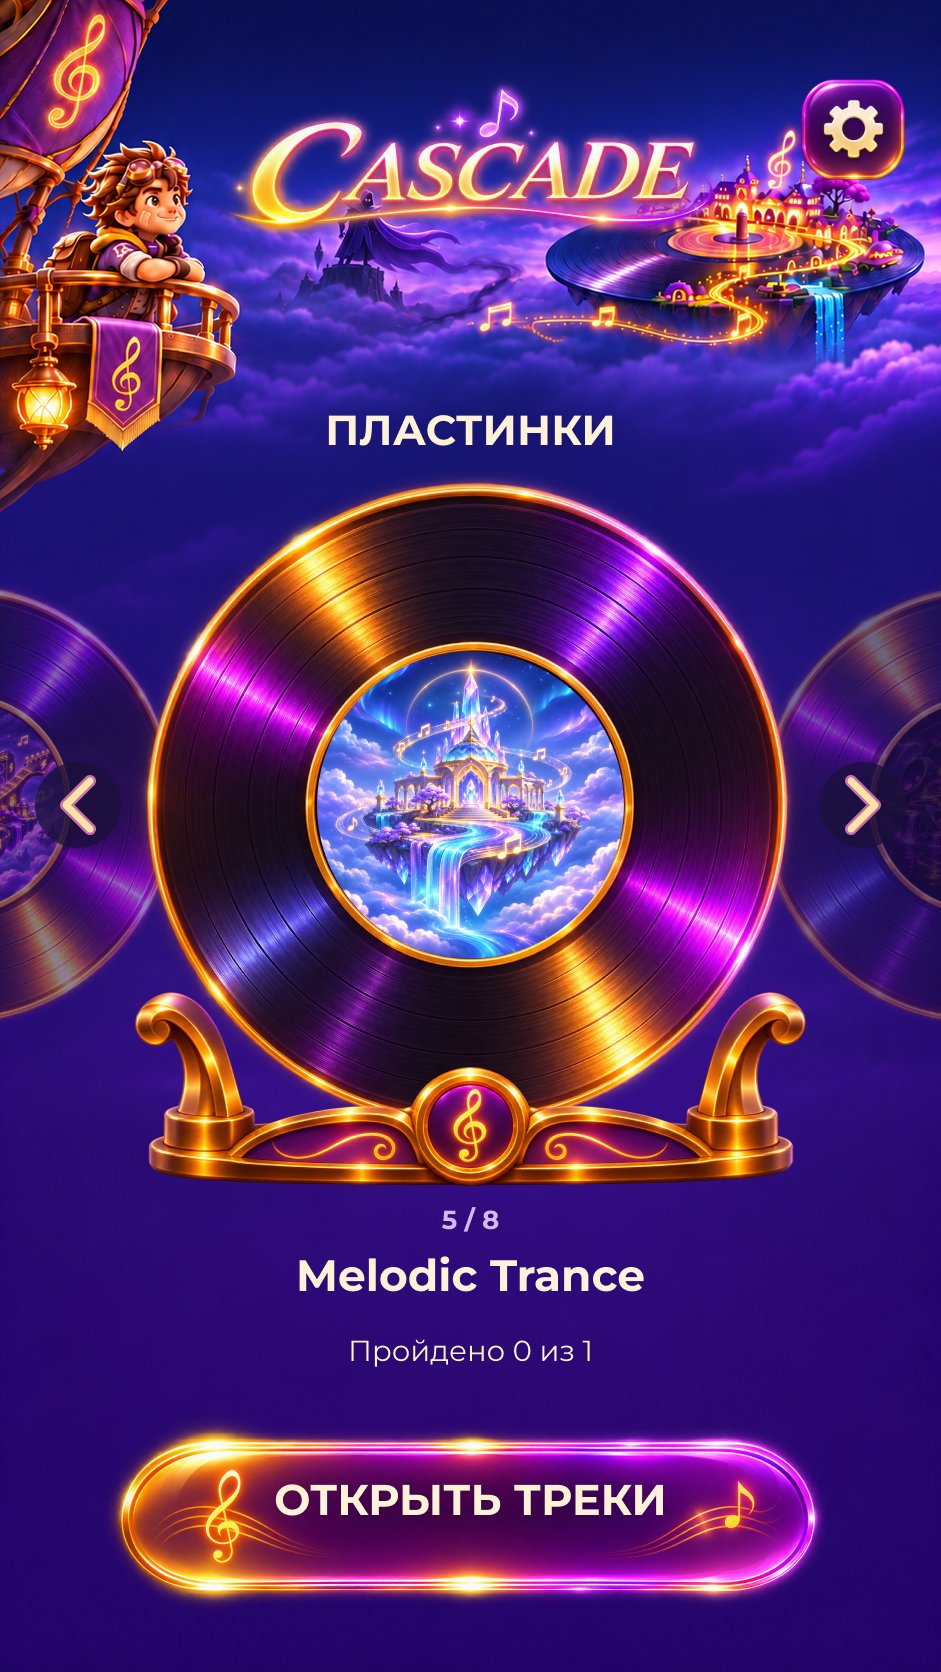 CASCADE
ПЛАСТИНКИ
5 / 8
Melodic Trance
Пройдено 0 из 1
ОТКРЫТЬ ТРЕКИ